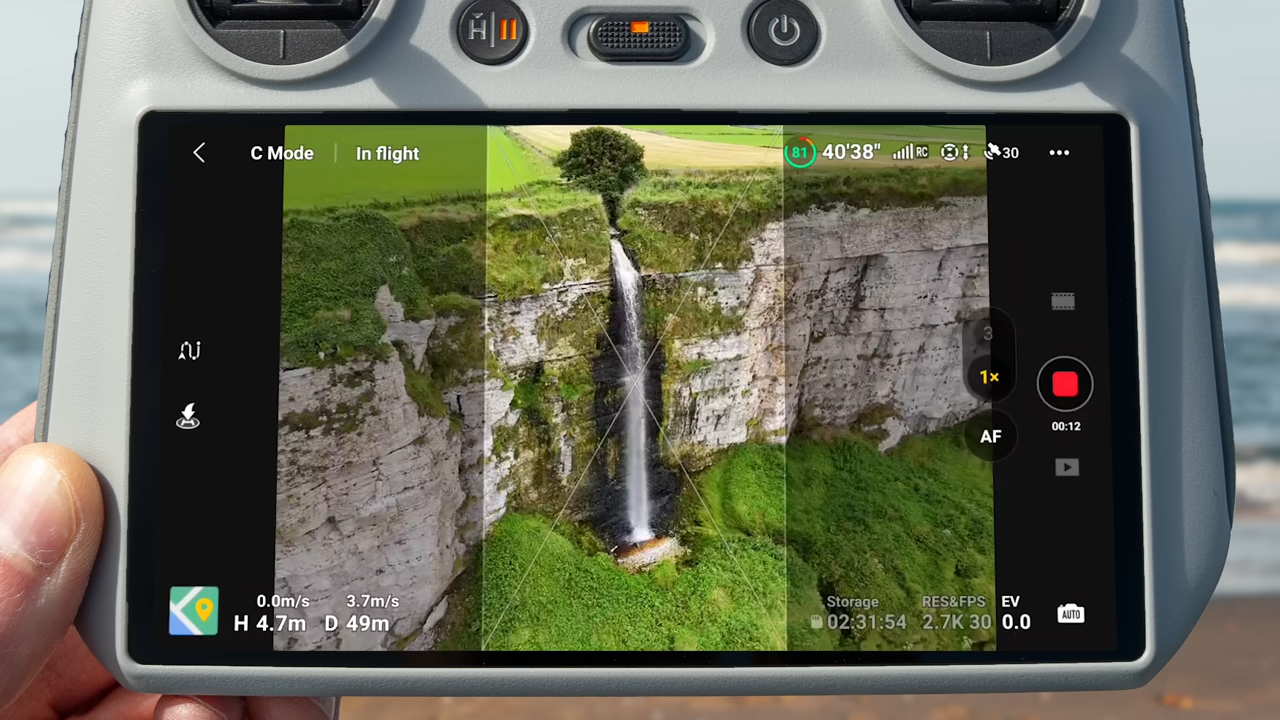 C Mode | In flight
81 40'38" RC 30
3
1×
AF
00:12
0.0m/s 3.7m/s
H 4.7m D 49m
Storage RES&FPS EV
02:31:54 2.7K 30 0.0
AUTO